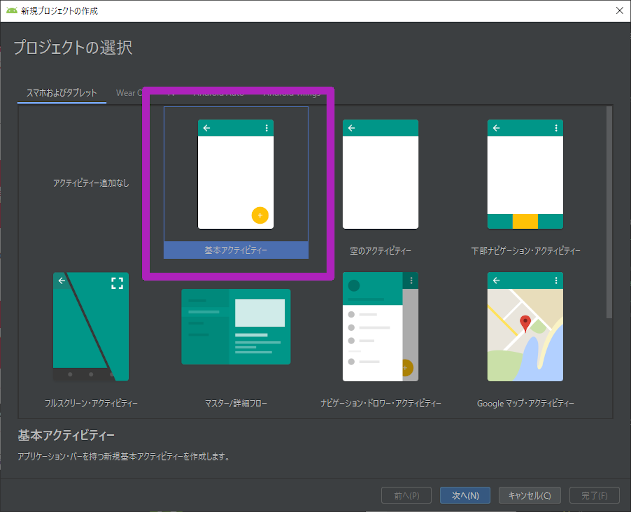 新規プロジェクトの作成
プロジェクトの選択
スマホおよびタブレット Wear
アクティビティー追加なし
基本アクティビティー
空のアクティビティー
下部ナビゲーション・アクティビティー
フルスクリーン・アクティビティー
マスター/詳細フロー
ナビゲーション・ドロワー・アクティビティー
Google マップ・アクティビティー
基本アクティビティー
アプリケーション・バーを持つ新規基本アクティビティーを作成します。
前へ(P) 次へ(N) キャンセル(C) 完了(F)